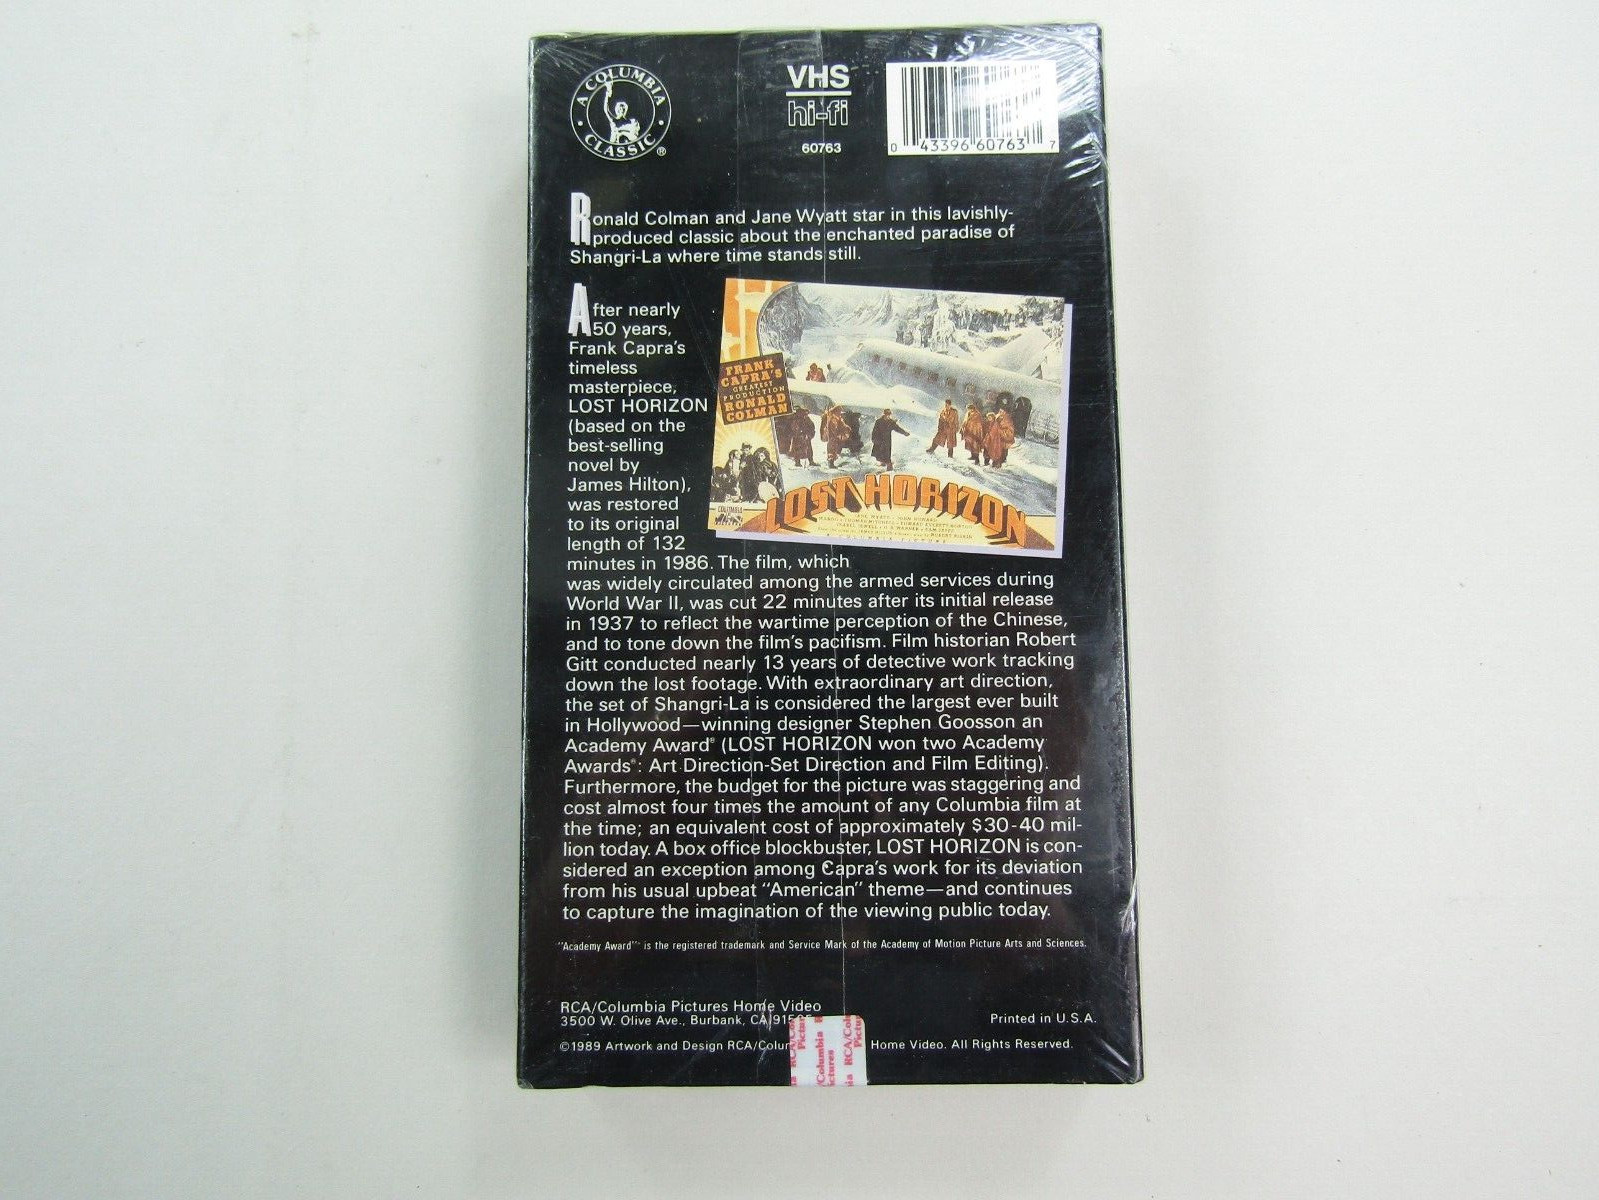 A COLUMBIA
CLASSIC ®
VHS
hi-fi
60763
0 43396 60763 7
Ronald Colman and Jane Wyatt star in this lavishly-
produced classic about the enchanted paradise of
Shangri-La where time stands still.
After nearly
50 years,
Frank Capra's
timeless
masterpiece,
LOST HORIZON
(based on the
best-selling
novel by
James Hilton),
was restored
to its original
length of 132
minutes in 1986. The film, which
was widely circulated among the armed services during
World War II, was cut 22 minutes after its initial release
in 1937 to reflect the wartime perception of the Chinese,
and to tone down the film's pacifism. Film historian Robert
Gitt conducted nearly 13 years of detective work tracking
down the lost footage. With extraordinary art direction,
the set of Shangri-La is considered the largest ever built
in Hollywood—winning designer Stephen Goosson an
Academy Award® (LOST HORIZON won two Academy
Awards®: Art Direction-Set Direction and Film Editing).
Furthermore, the budget for the picture was staggering and
cost almost four times the amount of any Columbia film at
the time; an equivalent cost of approximately $30-40 mil-
lion today. A box office blockbuster, LOST HORIZON is con-
sidered an exception among Capra's work for its deviation
from his usual upbeat "American" theme—and continues
to capture the imagination of the viewing public today.
FRANK
CAPRA'S
GREATEST
PRODUCTION
RONALD
COLMAN
COLUMBIA
LOST HORIZON
"Academy Award" is the registered trademark and Service Mark of the Academy of Motion Picture Arts and Sciences.
RCA/Columbia Pictures Home Video
3500 W. Olive Ave., Burbank, CA
Printed in U.S.A.
©1989 Artwork and Design RCA/Colum Home Video. All Rights Reserved.
RCA/Col
Pictur
/Columbia
ictures